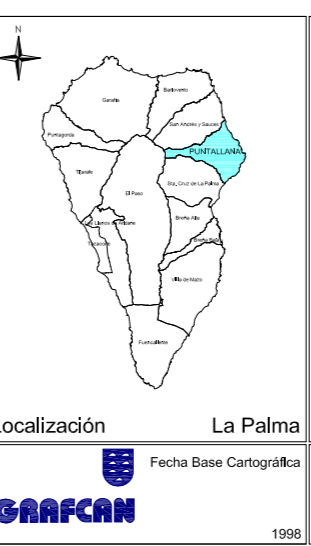 N
Barlovento
Garafía
San Andrés y Sauces
Puntagorda
PUNTALLANA
Tijarafe
Sta. Cruz de La Palma
El Paso
Breña Alta
Los Llanos de Aridane
Breña Baja
Tazacorte
Villa de Mazo
Fuencaliente
Localización La Palma
Fecha Base Cartográfica
GRAFCAN
1998